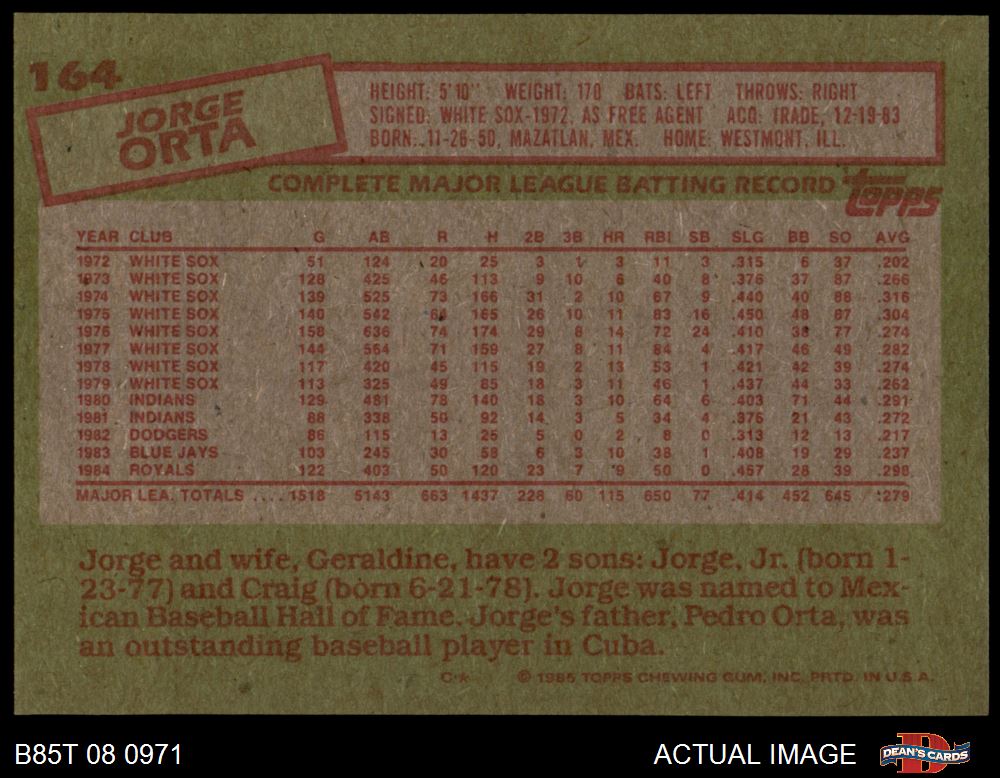 164
JORGE
ORTA
HEIGHT: 5'10" WEIGHT: 170 BATS: LEFT THROWS: RIGHT
SIGNED: WHITE SOX-1972, AS FREE AGENT ACQ: TRADE, 12-19-83
BORN: 11-26-50, MAZATLAN, MEX. HOME: WESTMONT, ILL.
COMPLETE MAJOR LEAGUE BATTING RECORD topps
YEAR CLUB G AB R H 2B 3B HR RBI SB SLG BB SO AVG
1972 WHITE SOX 51 124 20 25 3 1 3 11 3 .315 6 37 .202
1973 WHITE SOX 128 425 46 113 9 10 6 40 8 .376 37 87 .266
1974 WHITE SOX 139 525 73 166 31 2 10 67 9 .440 40 88 .316
1975 WHITE SOX 140 542 165 26 10 11 83 16 .450 48 67 .304
1976 WHITE SOX 158 636 74 174 29 8 14 72 24 .410 38 77 .274
1977 WHITE SOX 144 564 71 159 27 8 11 84 4 .417 46 49 .282
1978 WHITE SOX 117 420 45 115 19 2 13 53 1 .421 42 39 .274
1979 WHITE SOX 113 325 49 85 18 3 11 46 1 .437 44 33 .262
1980 INDIANS 129 481 78 140 18 3 10 64 6 .403 71 44 .291
1981 INDIANS 88 338 50 92 14 3 5 34 4 .376 21 43 .272
1982 DODGERS 86 115 13 25 5 0 2 8 0 .313 12 13 .217
1983 BLUE JAYS 103 245 30 58 6 3 10 38 1 .408 19 29 .237
1984 ROYALS 122 403 50 120 23 7 9 50 0 .457 28 39 .298
MAJOR LEA. TOTALS .... 1518 5143 663 1437 228 60 115 650 77 .414 452 645 .279
Jorge and wife, Geraldine, have 2 sons: Jorge, Jr. (born 1-
23-77) and Craig (born 6-21-78). Jorge was named to Mex-
ican Baseball Hall of Fame. Jorge's father, Pedro Orta, was
an outstanding baseball player in Cuba.
C* © 1985 TOPPS CHEWING GUM, INC. PRTD. IN U.S.A.
B85T 08 0971 ACTUAL IMAGE DEAN'S CARDS